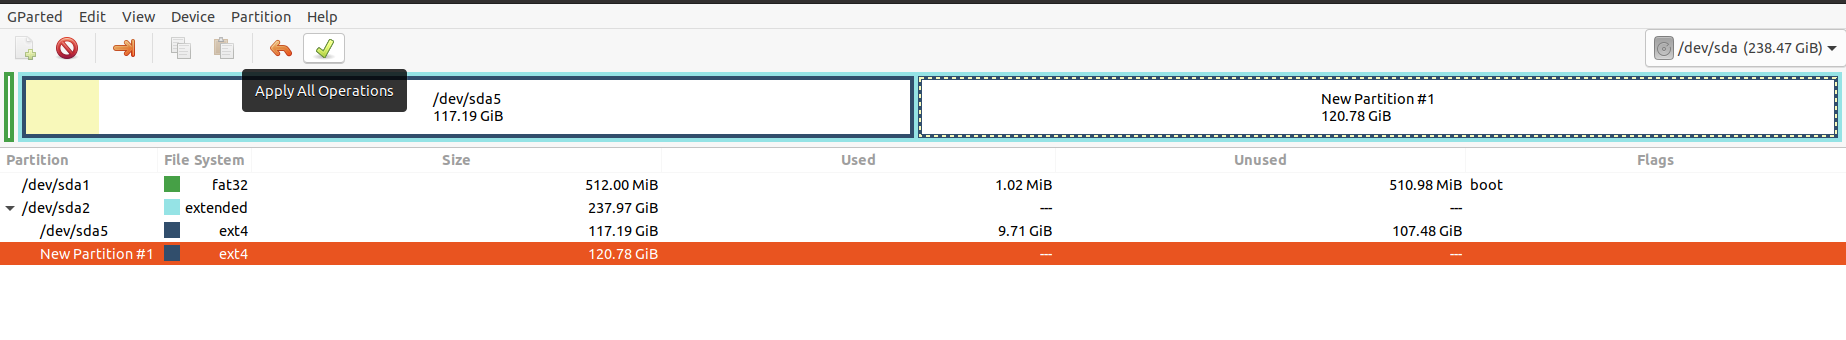 GParted Edit View Device Partition Help
/dev/sda (238.47 GiB)
Apply All Operations
/dev/sda5
117.19 GiB
New Partition #1
120.78 GiB
Partition File System Size Used Unused Flags
/dev/sda1 fat32 512.00 MiB 1.02 MiB 510.98 MiB boot
/dev/sda2 extended 237.97 GiB --- ---
/dev/sda5 ext4 117.19 GiB 9.71 GiB 107.48 GiB
New Partition #1 ext4 120.78 GiB --- ---